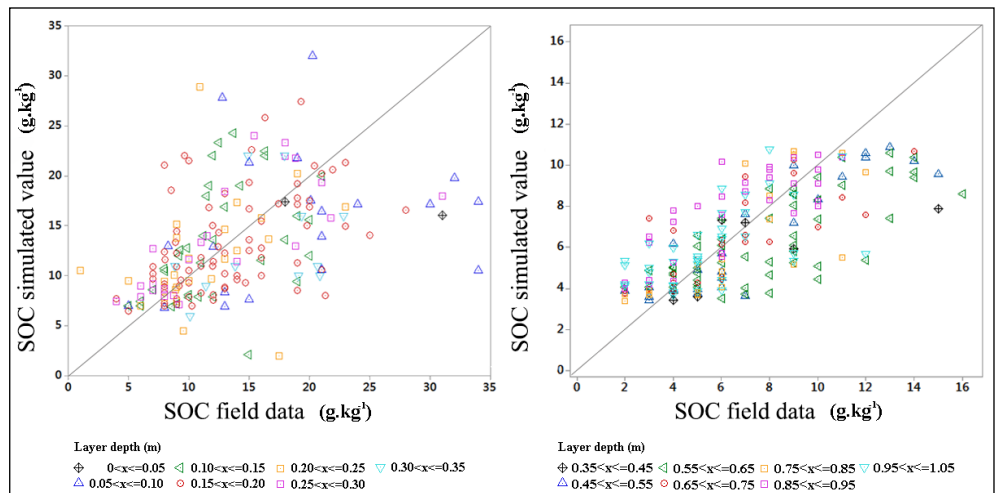 35
30
25
20
15
10
5
0
SOC simulated value (g.kg-1)
0 5 10 15 20 25 30 35
SOC field data (g.kg-1)
Layer depth (m)
0<x<=0.05 0.10<x<=0.15 0.20<x<=0.25 0.30<x<=0.35
0.05<x<=0.10 0.15<x<=0.20 0.25<x<=0.30
16
14
12
10
8
6
4
2
0
SOC simulated value (g.kg-1)
0 2 4 6 8 10 12 14 16
SOC field data (g.kg-1)
Layer depth (m)
0.35<x<=0.45 0.55<x<=0.65 0.75<x<=0.85 0.95<x<=1.05
0.45<x<=0.55 0.65<x<=0.75 0.85<x<=0.95